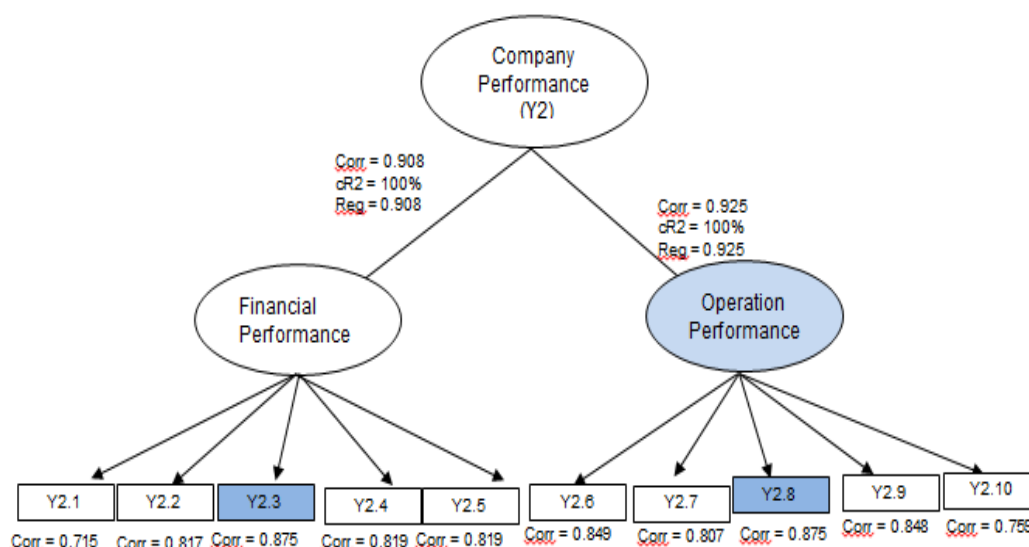 Company
Performance
(Y2)
Corr = 0.908
cR2 = 100%
Reg = 0.908
Corr = 0.925
cR2 = 100%
Reg = 0.925
Financial
Performance
Operation
Performance
Y2.1
Y2.2
Y2.3
Y2.4
Y2.5
Y2.6
Y2.7
Y2.8
Y2.9
Y2.10
Corr = 0.715
Corr = 0.817
Corr = 0.875
Corr = 0.819
Corr = 0.819
Corr = 0.849
Corr = 0.807
Corr = 0.875
Corr = 0.848
Corr = 0.759